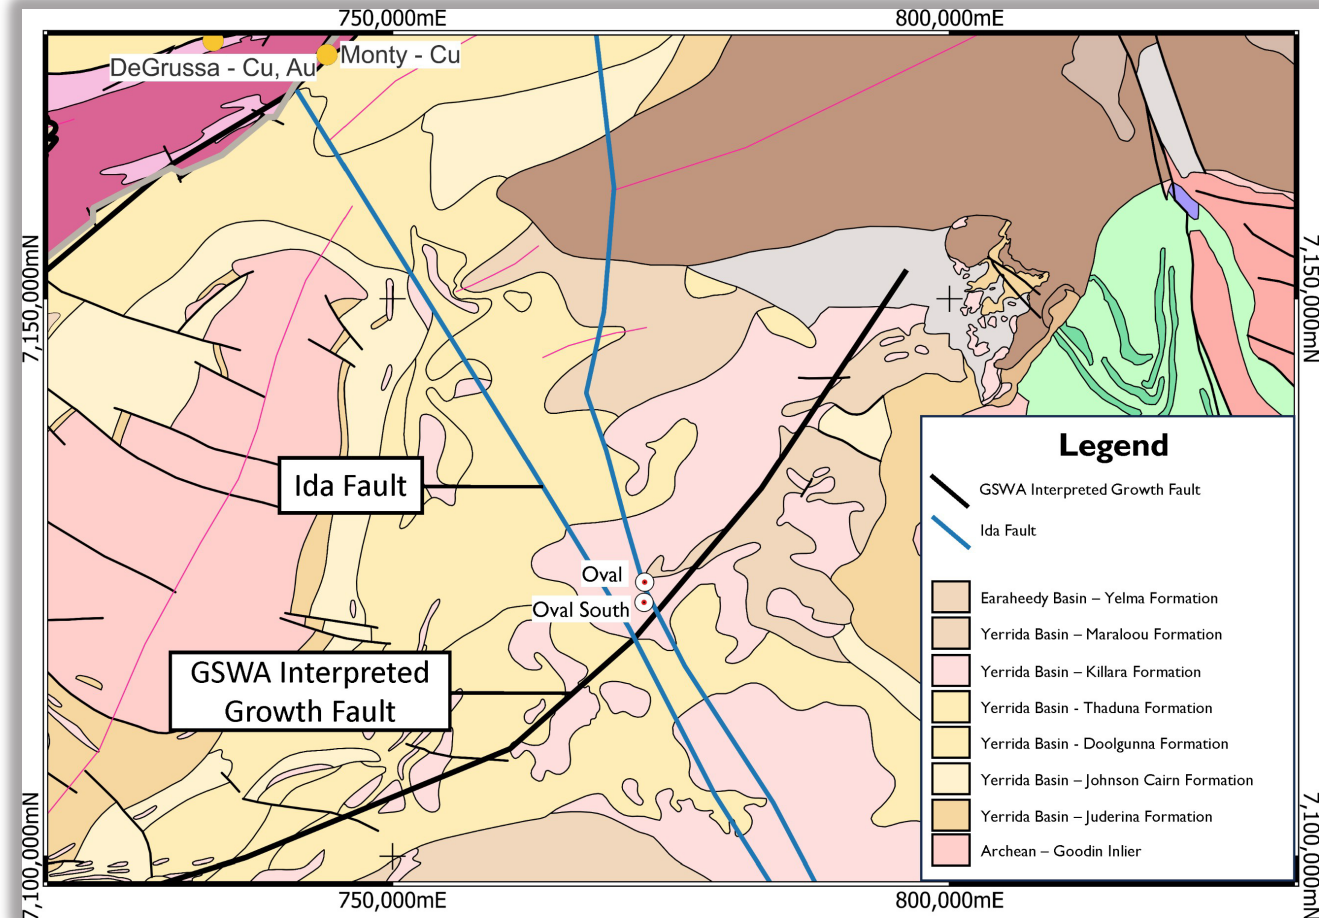 750,000mE
800,000mE
DeGrussa - Cu, Au
Monty - Cu
7,150,000mN
7,150,000mN
Ida Fault
Oval
Oval South
GSWA Interpreted
Growth Fault
Legend
GSWA Interpreted Growth Fault
Ida Fault
Earaheedy Basin – Yelma Formation
Yerrida Basin – Maraloou Formation
Yerrida Basin – Killara Formation
Yerrida Basin - Thaduna Formation
Yerrida Basin - Doolgunna Formation
Yerrida Basin – Johnson Cairn Formation
Yerrida Basin – Juderina Formation
Archean – Goodin Inlier
7,100,000mN
7,100,000mN
750,000mE
800,000mE